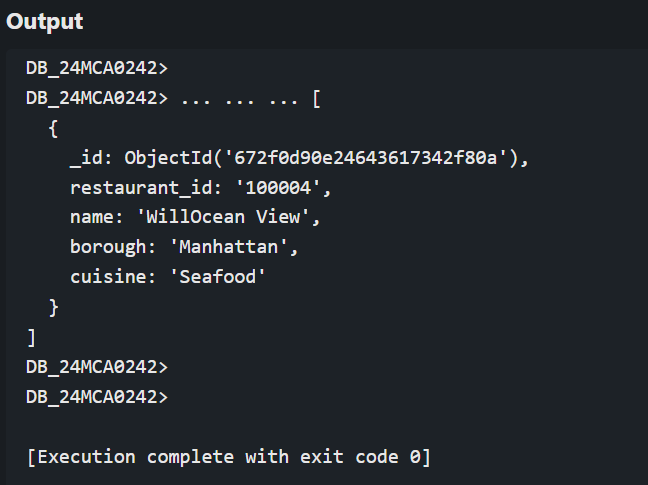 Output
DB_24MCA0242>
DB_24MCA0242> ... ... ... [
  {
    _id: ObjectId('672f0d90e24643617342f80a'),
    restaurant_id: '100004',
    name: 'WillOcean View',
    borough: 'Manhattan',
    cuisine: 'Seafood'
  }
]
DB_24MCA0242>
DB_24MCA0242>
[Execution complete with exit code 0]